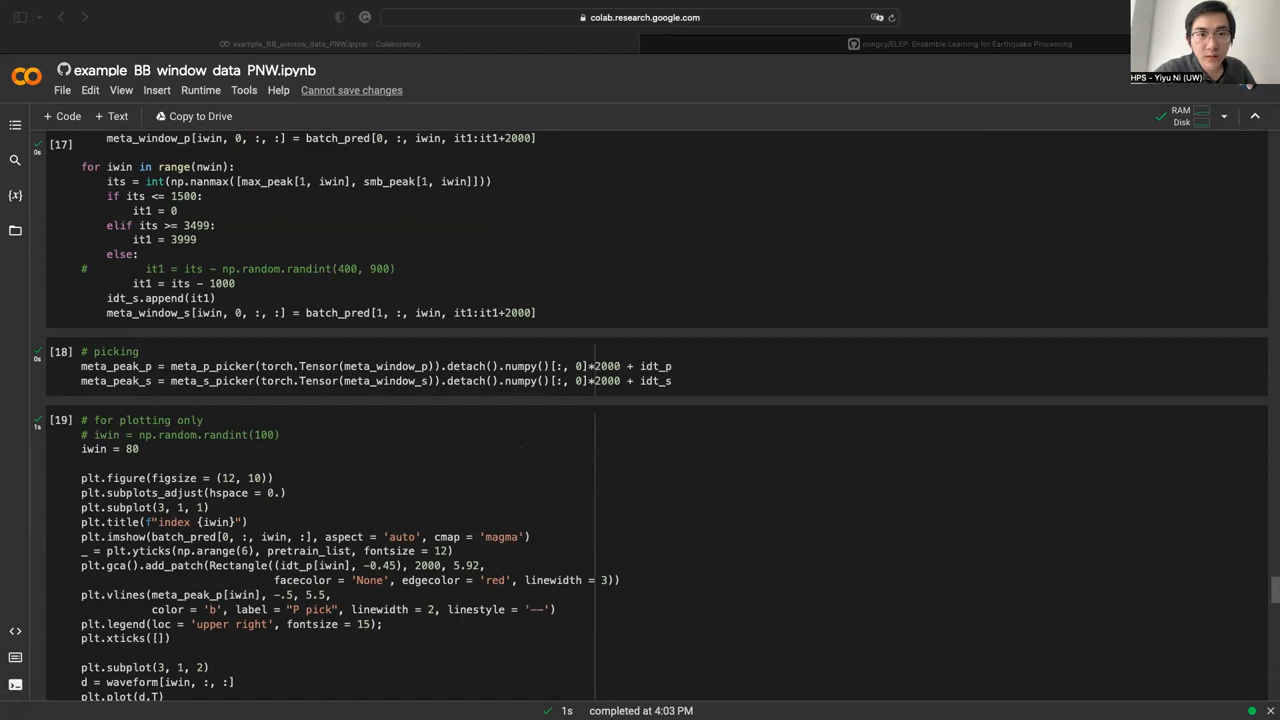 colab.research.google.com
example_BB_window_data_PNW.ipynb - Colaboratory
congcy/ELEP: Ensemble Learning for Earthquake Processing
HPS - Yiyu Ni (UW)
example_BB_window_data_PNW.ipynb
File Edit View Insert Runtime Tools Help Cannot save changes
+ Code + Text Copy to Drive
RAM
Disk
meta_window_p[iwin, 0, :, :] = batch_pred[0, :, iwin, it1:it1+2000]
[17]
0s
for iwin in range(nwin):
its = int(np.nanmax([max_peak[1, iwin], smb_peak[1, iwin]]))
if its <= 1500:
it1 = 0
elif its >= 3499:
it1 = 3999
else:
# it1 = its - np.random.randint(400, 900)
it1 = its - 1000
idt_s.append(it1)
meta_window_s[iwin, 0, :, :] = batch_pred[1, :, iwin, it1:it1+2000]
[18] # picking
0s
meta_peak_p = meta_p_picker(torch.Tensor(meta_window_p)).detach().numpy()[:, 0]*2000 + idt_p
meta_peak_s = meta_s_picker(torch.Tensor(meta_window_s)).detach().numpy()[:, 0]*2000 + idt_s
[19] # for plotting only
1s
# iwin = np.random.randint(100)
iwin = 80
plt.figure(figsize = (12, 10))
plt.subplots_adjust(hspace = 0.)
plt.subplot(3, 1, 1)
plt.title(f"index {iwin}")
plt.imshow(batch_pred[0, :, iwin, :], aspect = 'auto', cmap = 'magma')
_ = plt.yticks(np.arange(6), pretrain_list, fontsize = 12)
plt.gca().add_patch(Rectangle((idt_p[iwin], -0.45), 2000, 5.92,
facecolor = 'None', edgecolor = 'red', linewidth = 3))
plt.vlines(meta_peak_p[iwin], -.5, 5.5,
color = 'b', label = "P pick", linewidth = 2, linestyle = '--')
plt.legend(loc = 'upper right', fontsize = 15);
plt.xticks([])
plt.subplot(3, 1, 2)
d = waveform[iwin, :, :]
plt.plot(d.T)
1s completed at 4:03 PM